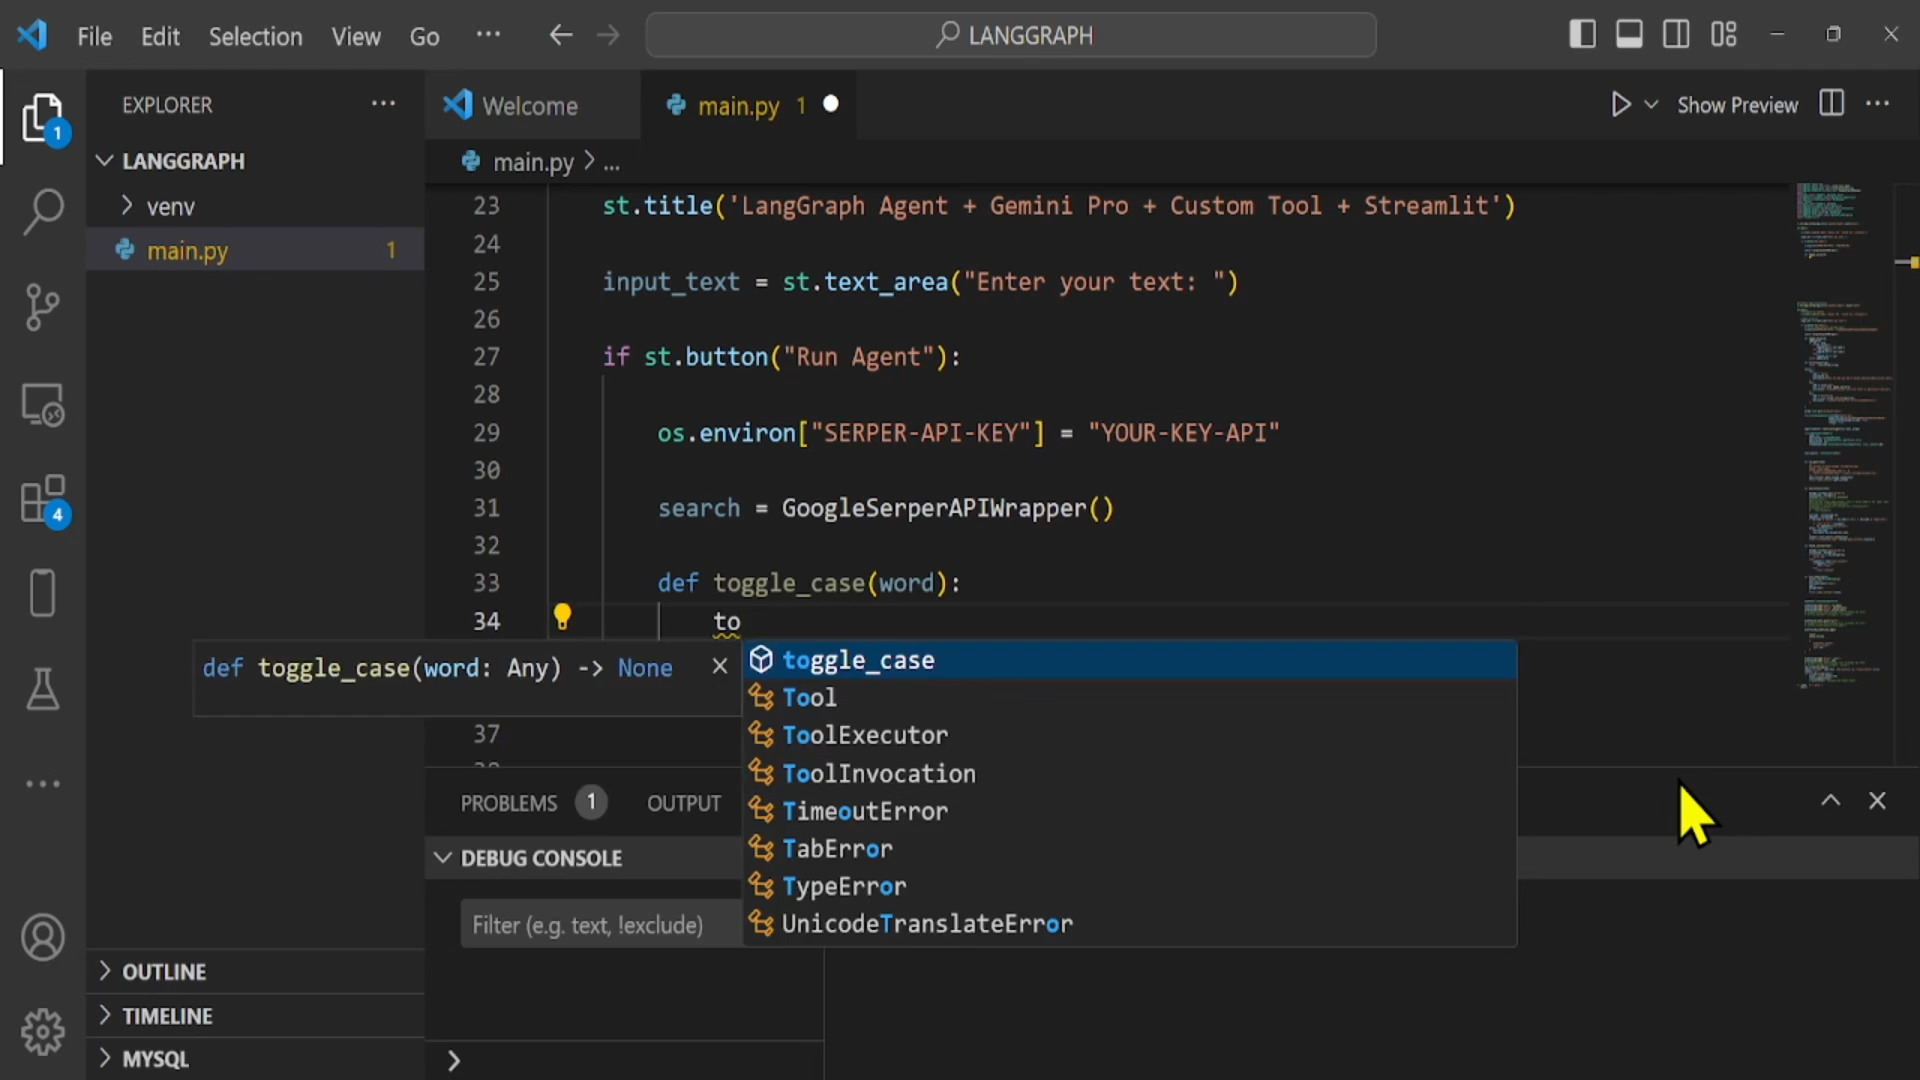 File Edit Selection View Go ··· LANGGRAPH
EXPLORER ···
Welcome
main.py 1
Show Preview ···
1
LANGGRAPH
venv
main.py 1
main.py > ...
23 st.title('LangGraph Agent + Gemini Pro + Custom Tool + Streamlit')
24
25 input_text = st.text_area("Enter your text: ")
26
27 if st.button("Run Agent"):
28
29 os.environ["SERPER-API-KEY"] = "YOUR-KEY-API"
30
31 search = GoogleSerperAPIWrapper()
32
33 def toggle_case(word):
34 to
4
def toggle_case(word: Any) -> None
toggle_case
Tool
ToolExecutor
ToolInvocation
TimeoutError
TabError
TypeError
UnicodeTranslateError
37
PROBLEMS 1 OUTPUT
DEBUG CONSOLE
Filter (e.g. text, !exclude)
OUTLINE
TIMELINE
MYSQL